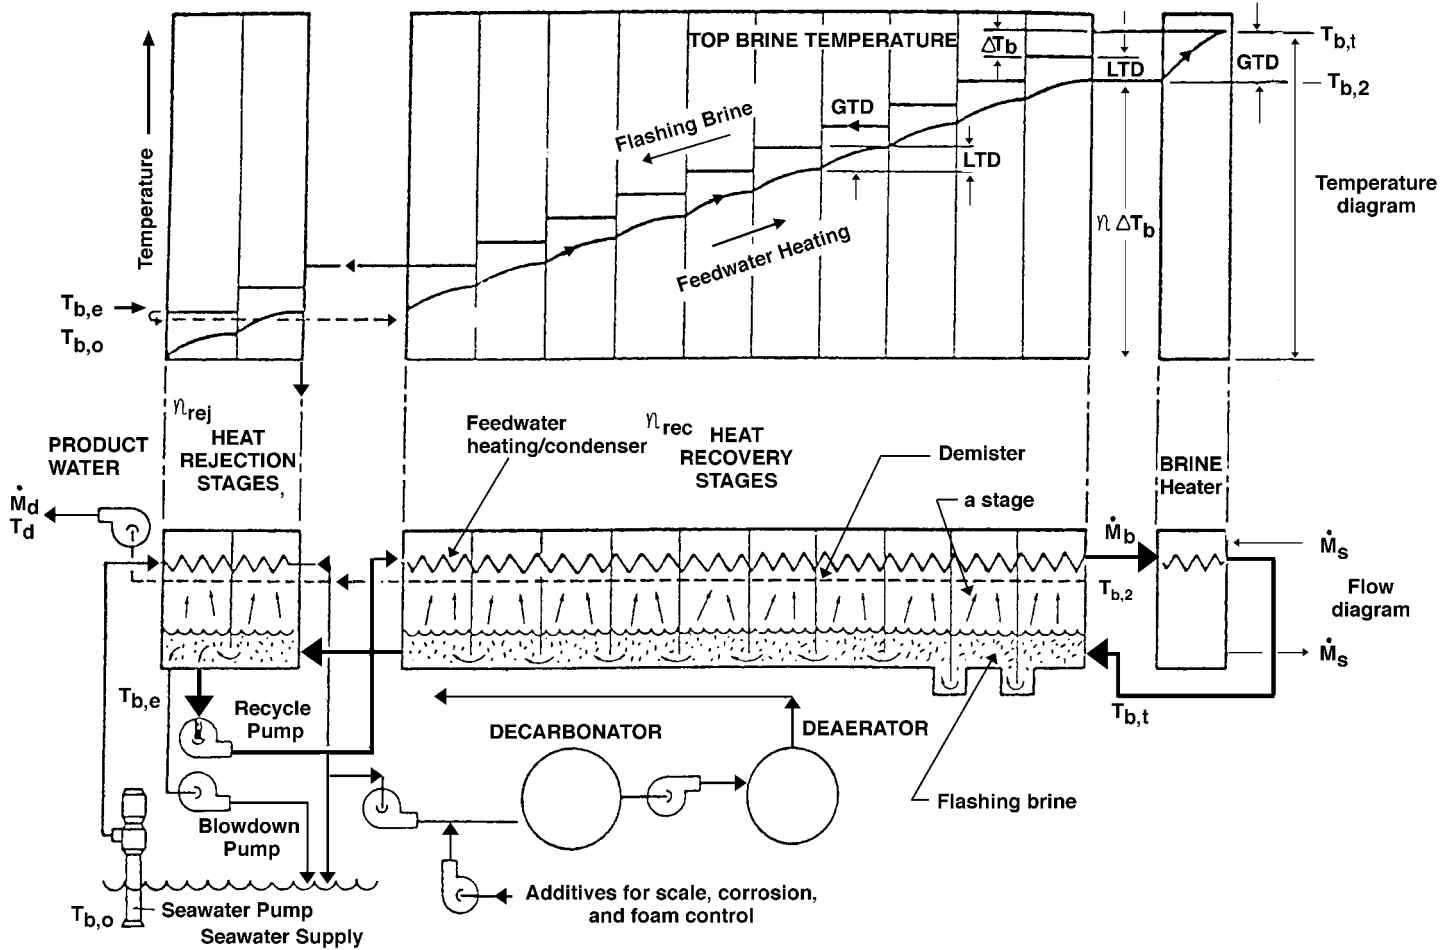 TOP BRINE TEMPERATURE
ΔTb
LTD
GTD
Tb,t
Tb,2
GTD
Flashing Brine
LTD
Temperature
diagram
n ΔTb
Feedwater Heating
Temperature
Tb,e
Tb,o
nrej
HEAT
REJECTION
STAGES,
Feedwater
heating/condenser
nrec
HEAT
RECOVERY
STAGES
Demister
a stage
BRINE
Heater
PRODUCT
WATER
Ṁd
Td
Ṁb
Ṁs
Tb,2
Flow
diagram
Ṁs
Tb,e
Tb,t
Recycle
Pump
DECARBONATOR
DEAERATOR
Flashing brine
Blowdown
Pump
Additives for scale, corrosion,
and foam control
Tb,o
Seawater Pump
Seawater Supply